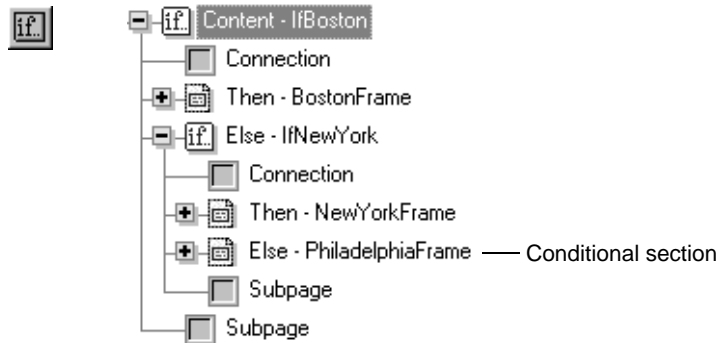 if..
if.. Content - IfBoston
Connection
Then - BostonFrame
if.. Else - IfNewYork
Connection
Then - NewYorkFrame
Else - PhiladelphiaFrame Conditional section
Subpage
Subpage